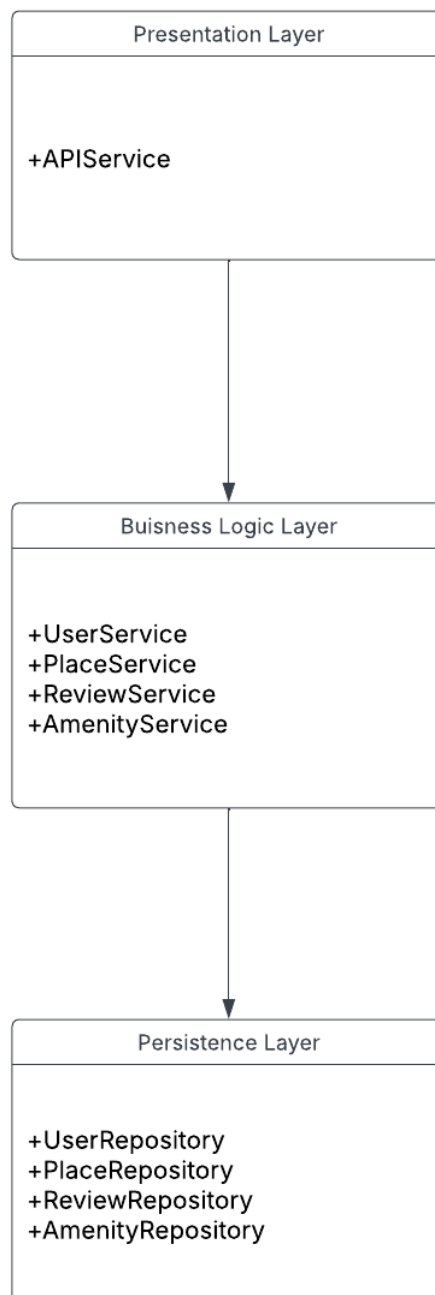 Presentation Layer
+APIService
Buisness Logic Layer
+UserService
+PlaceService
+ReviewService
+AmenityService
Persistence Layer
+UserRepository
+PlaceRepository
+ReviewRepository
+AmenityRepository